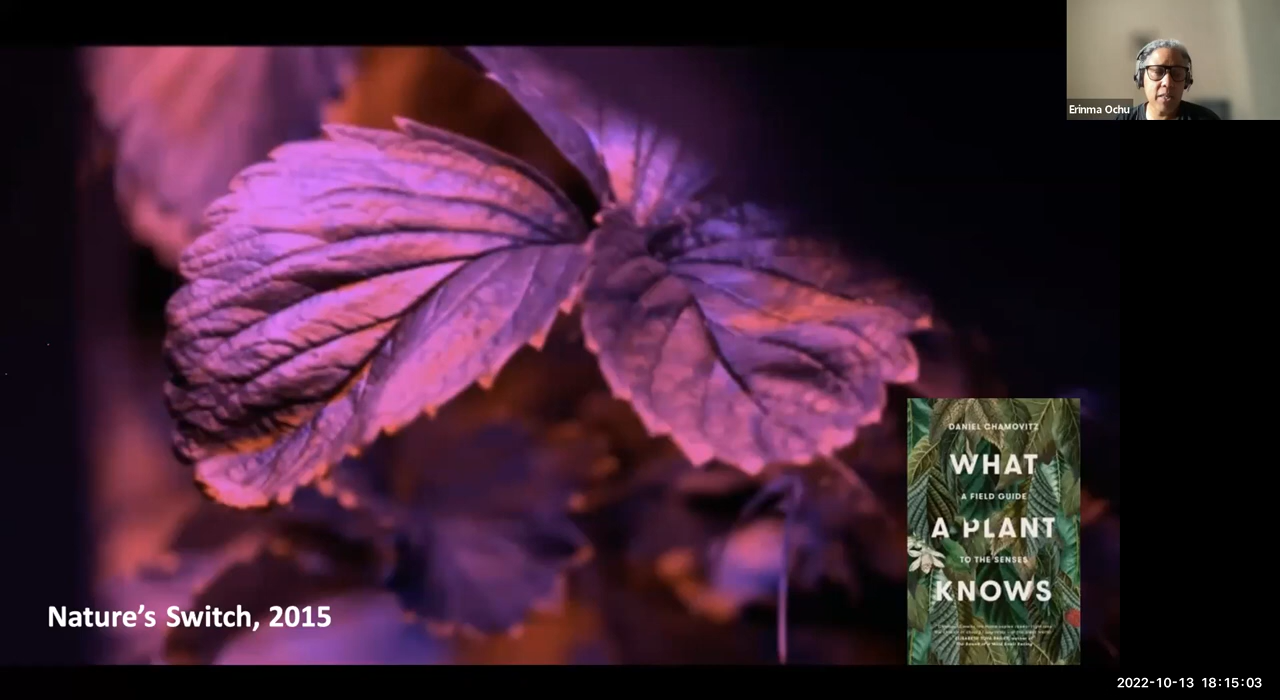 Erinma Ochu
DANIEL CHAMOVITZ
WHAT
A FIELD GUIDE
A PLANT
TO THE SENSES
KNOWS
Nature's Switch, 2015
2022-10-13 18:15:03